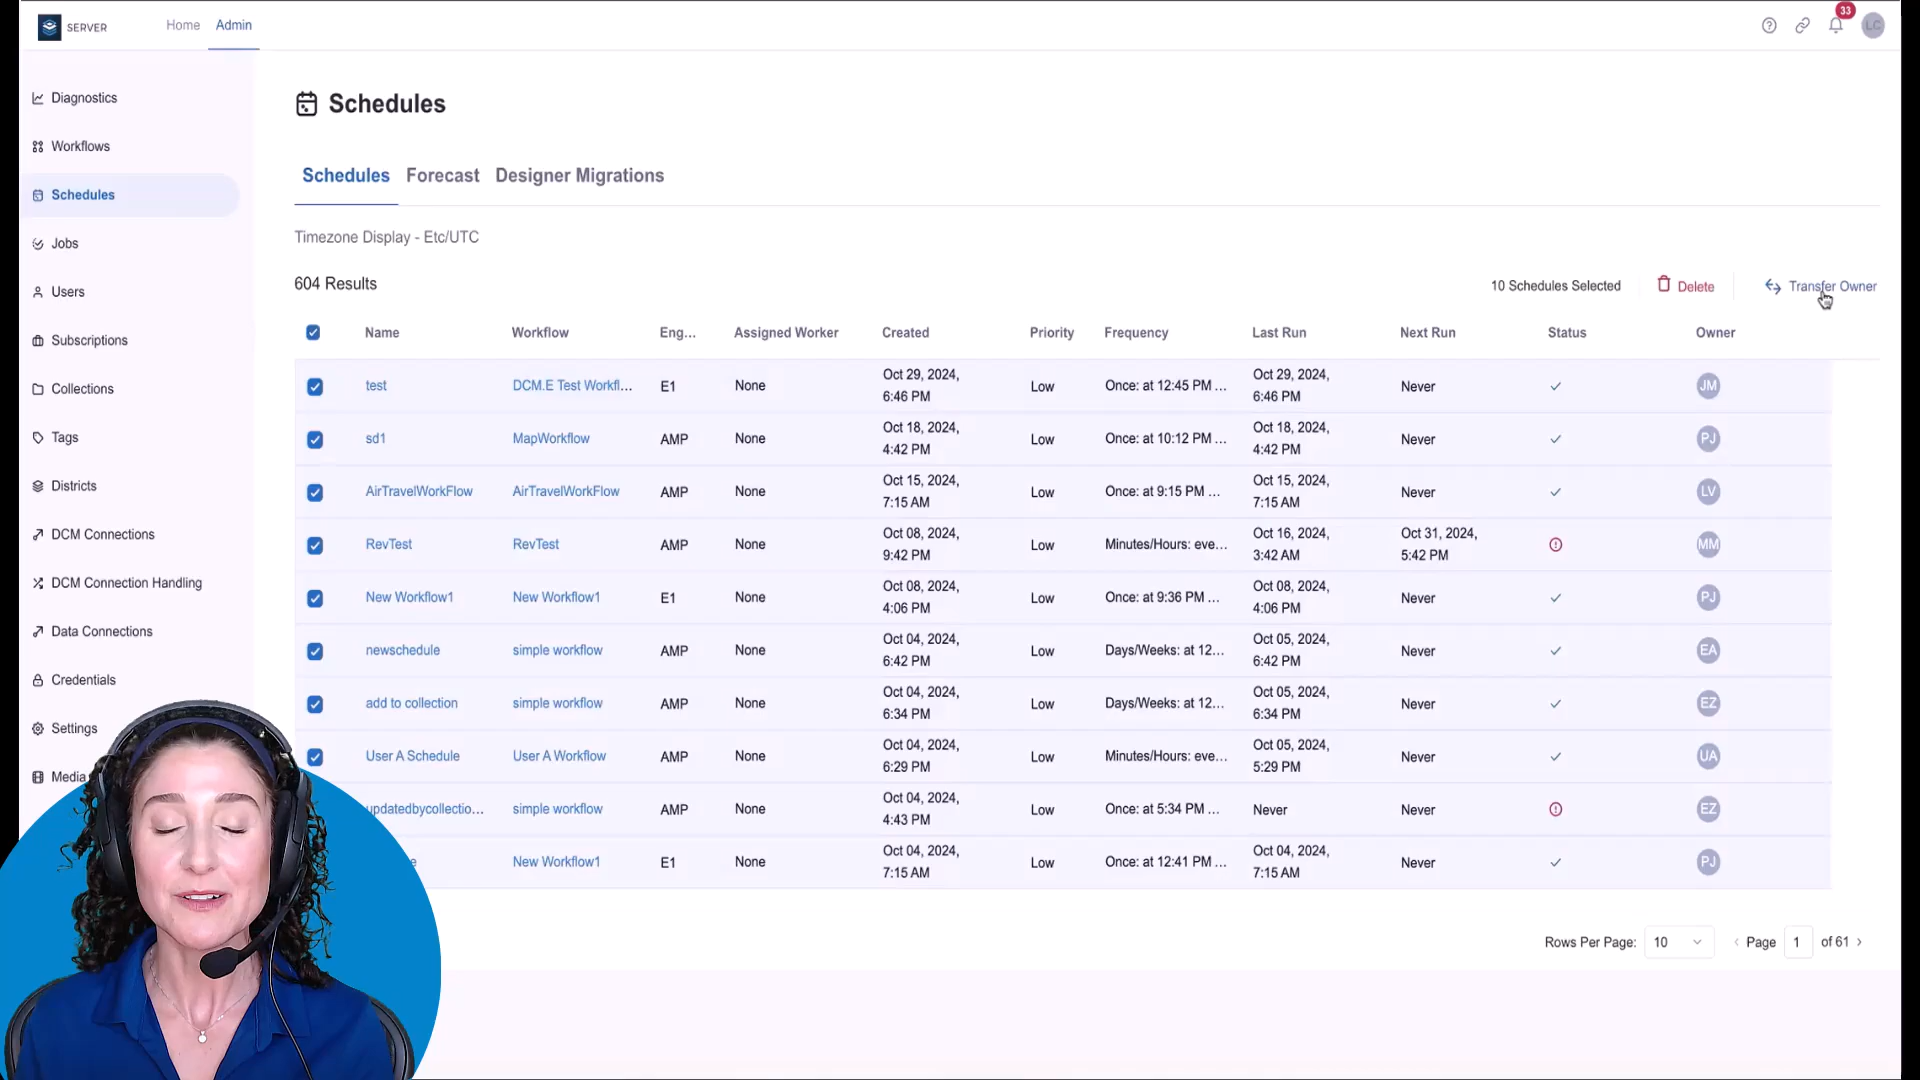 SERVER
Home
Admin
33
LC
Diagnostics
Workflows
Schedules
Jobs
Users
Subscriptions
Collections
Tags
Districts
DCM Connections
DCM Connection Handling
Data Connections
Credentials
Settings
Media
Schedules
Schedules
Forecast
Designer Migrations
Timezone Display - Etc/UTC
604 Results
10 Schedules Selected
Delete
Transfer Owner
Name Workflow Eng... Assigned Worker Created Priority Frequency Last Run Next Run Status Owner
test DCM.E Test Workfl... E1 None Oct 29, 2024, 6:46 PM Low Once: at 12:45 PM ... Oct 29, 2024, 6:46 PM Never JM
sd1 MapWorkflow AMP None Oct 18, 2024, 4:42 PM Low Once: at 10:12 PM ... Oct 18, 2024, 4:42 PM Never PJ
AirTravelWorkFlow AirTravelWorkFlow AMP None Oct 15, 2024, 7:15 AM Low Once: at 9:15 PM ... Oct 15, 2024, 7:15 AM Never LV
RevTest RevTest AMP None Oct 08, 2024, 9:42 PM Low Minutes/Hours: eve... Oct 16, 2024, 3:42 AM Oct 31, 2024, 5:42 PM MM
New Workflow1 New Workflow1 E1 None Oct 08, 2024, 4:06 PM Low Once: at 9:36 PM ... Oct 08, 2024, 4:06 PM Never PJ
newschedule simple workflow AMP None Oct 04, 2024, 6:42 PM Low Days/Weeks: at 12... Oct 05, 2024, 6:42 PM Never EA
add to collection simple workflow AMP None Oct 04, 2024, 6:34 PM Low Days/Weeks: at 12... Oct 05, 2024, 6:34 PM Never EZ
User A Schedule User A Workflow AMP None Oct 04, 2024, 6:29 PM Low Minutes/Hours: eve... Oct 05, 2024, 5:29 PM Never UA
updatedbycollectio... simple workflow AMP None Oct 04, 2024, 4:43 PM Low Once: at 5:34 PM ... Never Never EZ
New Workflow1 E1 None Oct 04, 2024, 7:15 AM Low Once: at 12:41 PM ... Oct 04, 2024, 7:15 AM Never PJ
Rows Per Page: 10 Page 1 of 61